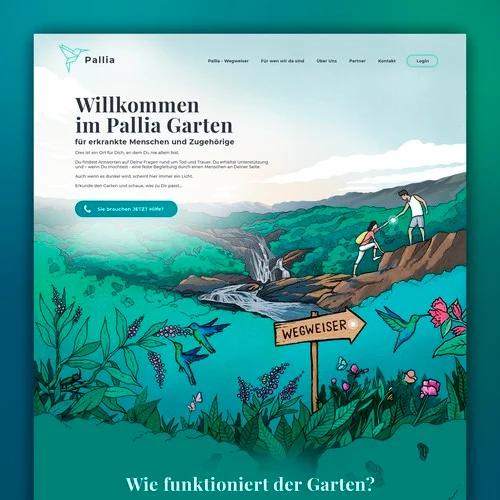 Pallia
Pallia - Wegweiser
Für wen wir da sind
Über Uns
Partner
Kontakt
Login
Willkommen
im Pallia Garten
für erkrankte Menschen und Zugehörige
Dies ist ein Ort für Dich, an dem Du nie allein bist.
Du findest Antworten auf Deine Fragen rund um Tod und Trauer. Du erhältst Unterstützung
und - wenn Du möchtest - eine feste Begleitung durch einen Menschen an Deiner Seite.
Auch wenn es dunkel wird, scheint hier immer ein Licht.
Erkunde den Garten und schaue, was zu Dir passt...
Sie brauchen JETZT Hilfe?
WEGWEISER
Wie funktioniert der Garten?